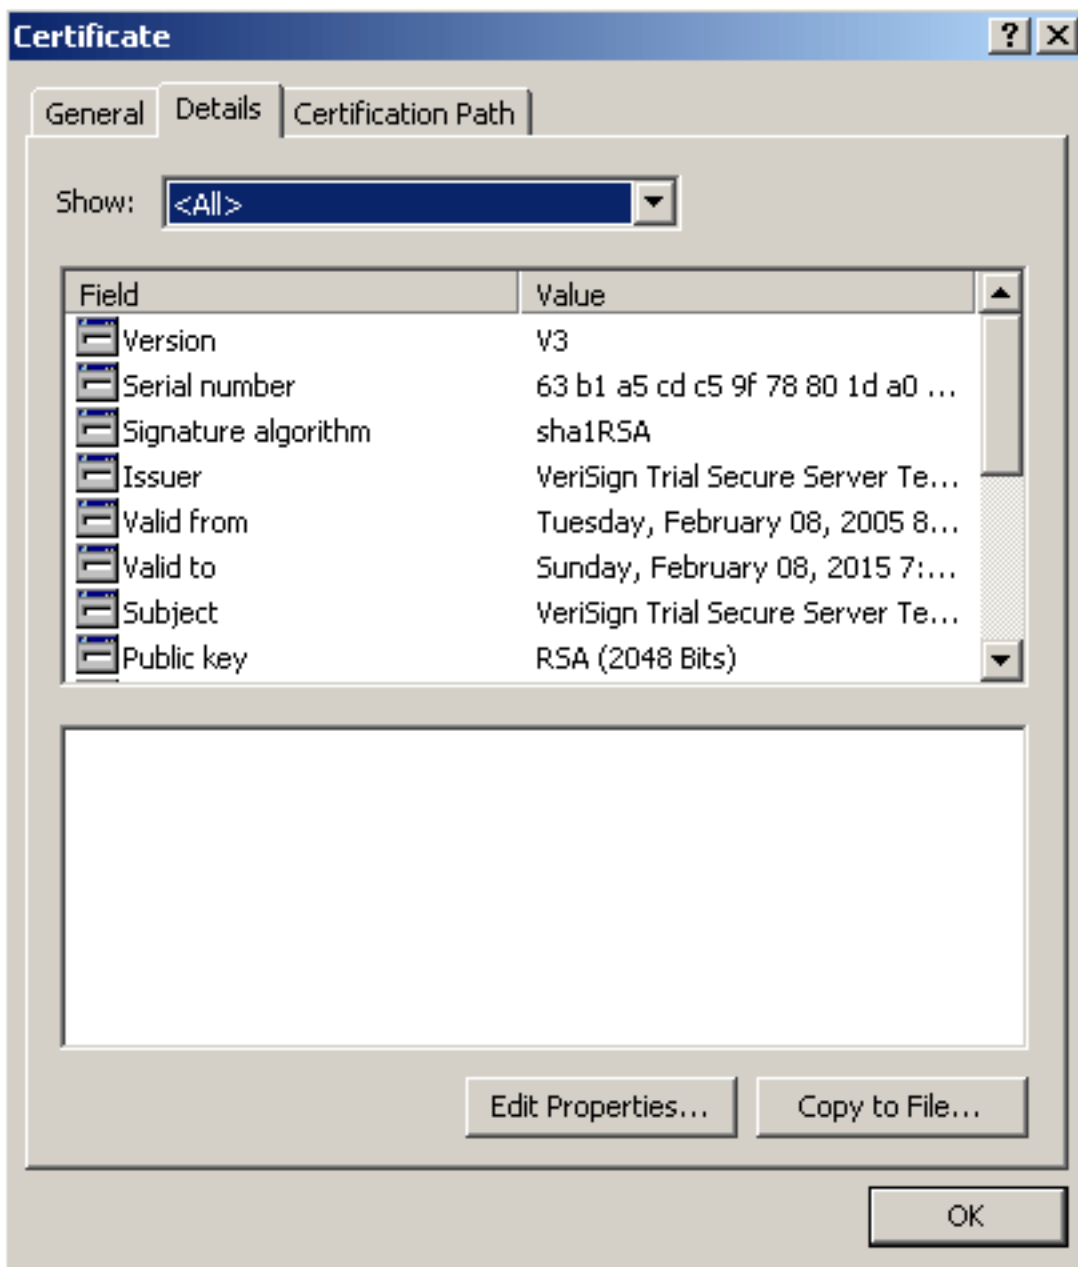 Certificate
General Details Certification Path
Show: <All>
Field Value
Version V3
Serial number 63 b1 a5 cd c5 9f 78 80 1d a0 ...
Signature algorithm sha1RSA
Issuer VeriSign Trial Secure Server Te...
Valid from Tuesday, February 08, 2005 8...
Valid to Sunday, February 08, 2015 7:...
Subject VeriSign Trial Secure Server Te...
Public key RSA (2048 Bits)
Edit Properties... Copy to File...
OK